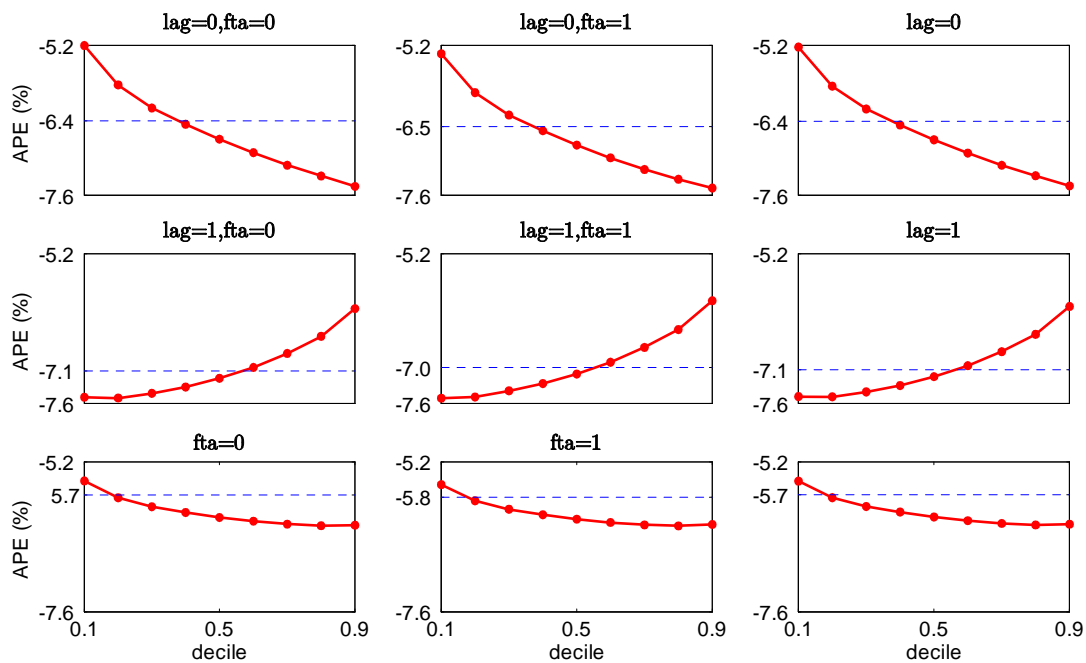 lag=0,fta=0
lag=0,fta=1
lag=0
-5.2
-6.4
-7.6
APE (%)
-5.2
-6.5
-7.6
-5.2
-6.4
-7.6
lag=1,fta=0
lag=1,fta=1
lag=1
-5.2
-7.1
-7.6
APE (%)
-5.2
-7.0
-7.6
-5.2
-7.1
-7.6
fta=0
fta=1
-5.2
5.7
-7.6
APE (%)
0.1
0.5
0.9
decile
-5.2
-5.8
-7.6
0.1
0.5
0.9
decile
-5.2
-5.7
-7.6
0.1
0.5
0.9
decile